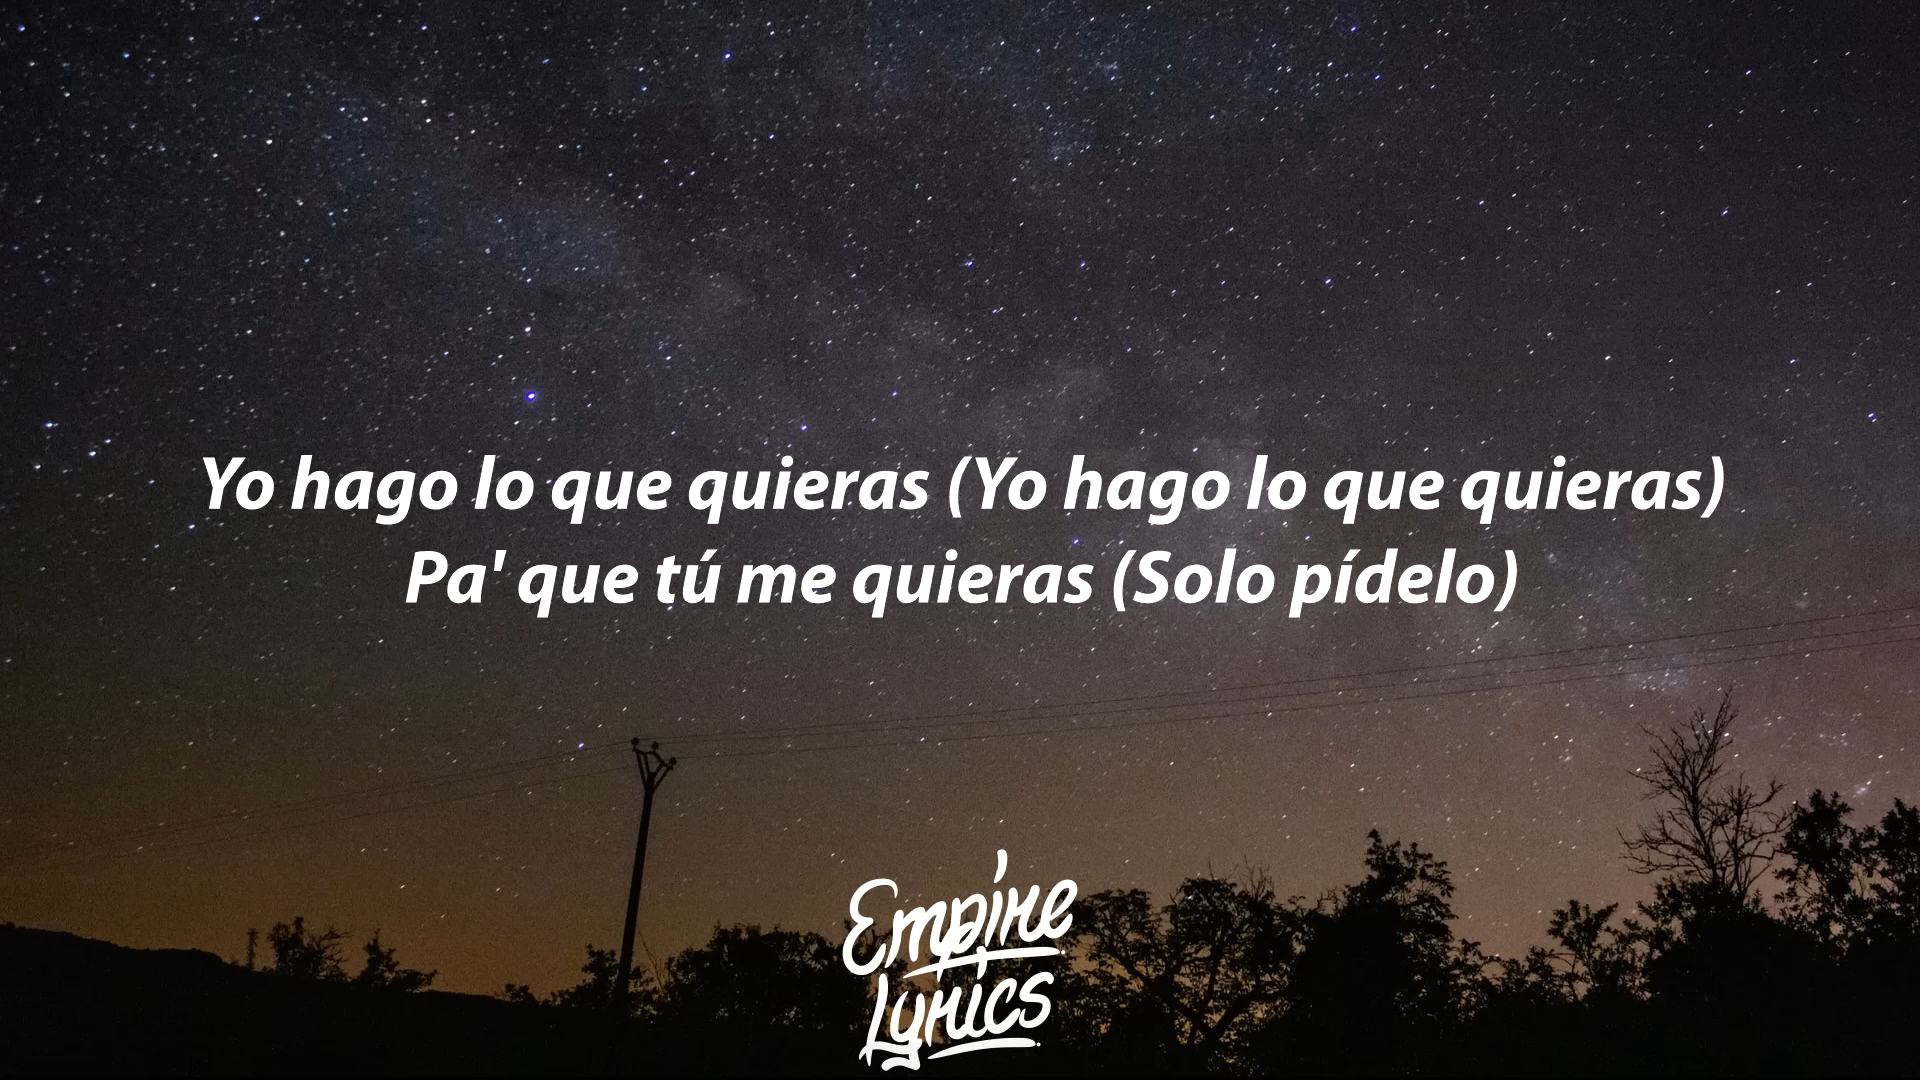 Yo hago lo que quieras (Yo hago lo que quieras)
Pa' que tú me quieras (Solo pídelo)
Empire
Lyrics